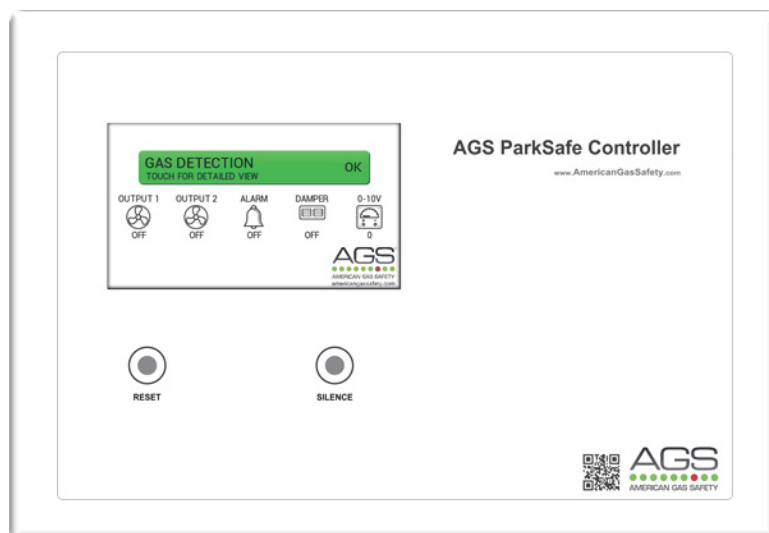 GAS DETECTION
TOUCH FOR DETAILED VIEW
OK
OUTPUT 1 OUTPUT 2 ALARM DAMPER 0-10V
OFF OFF OFF OFF 0
AGS
AMERICAN GAS SAFETY
americangassafety.com
AGS ParkSafe Controller
www.AmericanGasSafety.com
RESET SILENCE
AGS
AMERICAN GAS SAFETY